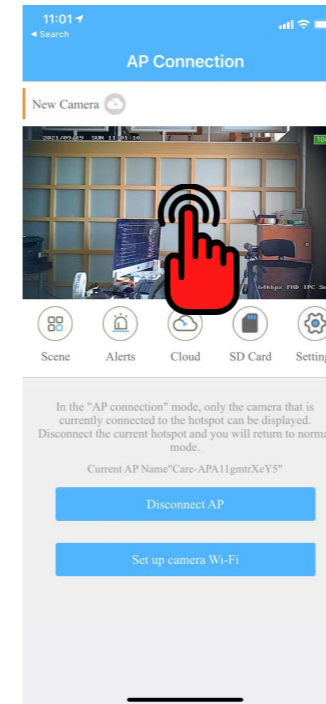 11:01
◀ Search
AP Connection
New Camera
2021/09/19 SUN 11:01:16
64kbps FHD IPC
Scene Alerts Cloud SD Card Setting
In the "AP connection" mode, only the camera that is
currently connected to the hotspot can be displayed.
Disconnect the current hotspot and you will return to norma
mode.
Current AP Name"Care-APA11gmtrXeY5"
Disconnect AP
Set up camera Wi-Fi